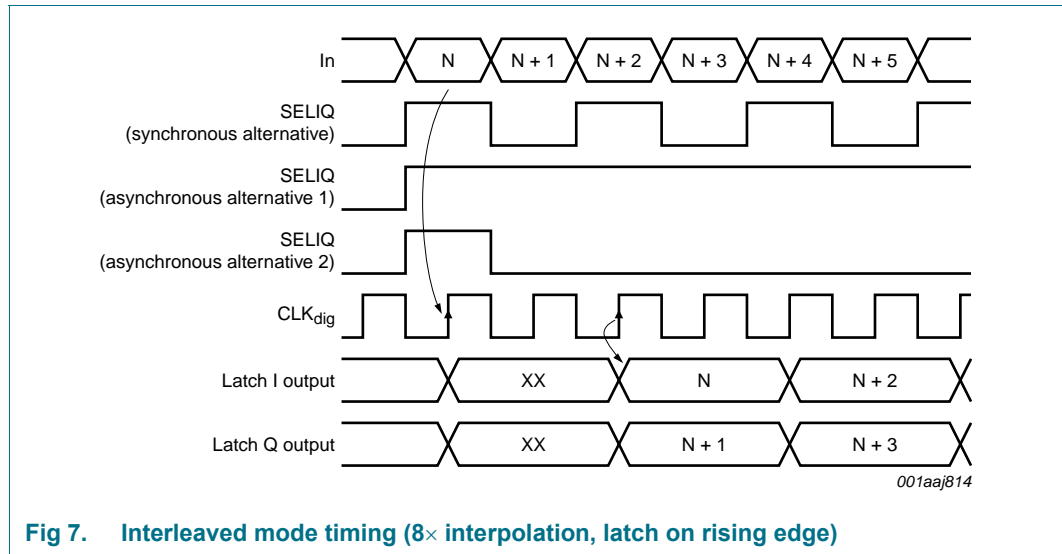 In
N
N + 1
N + 2
N + 3
N + 4
N + 5
SELIQ
(synchronous alternative)
SELIQ
(asynchronous alternative 1)
SELIQ
(asynchronous alternative 2)
CLKdig
Latch I output
XX
N
N + 2
Latch Q output
XX
N + 1
N + 3
001aaj814
Fig 7. Interleaved mode timing (8× interpolation, latch on rising edge)